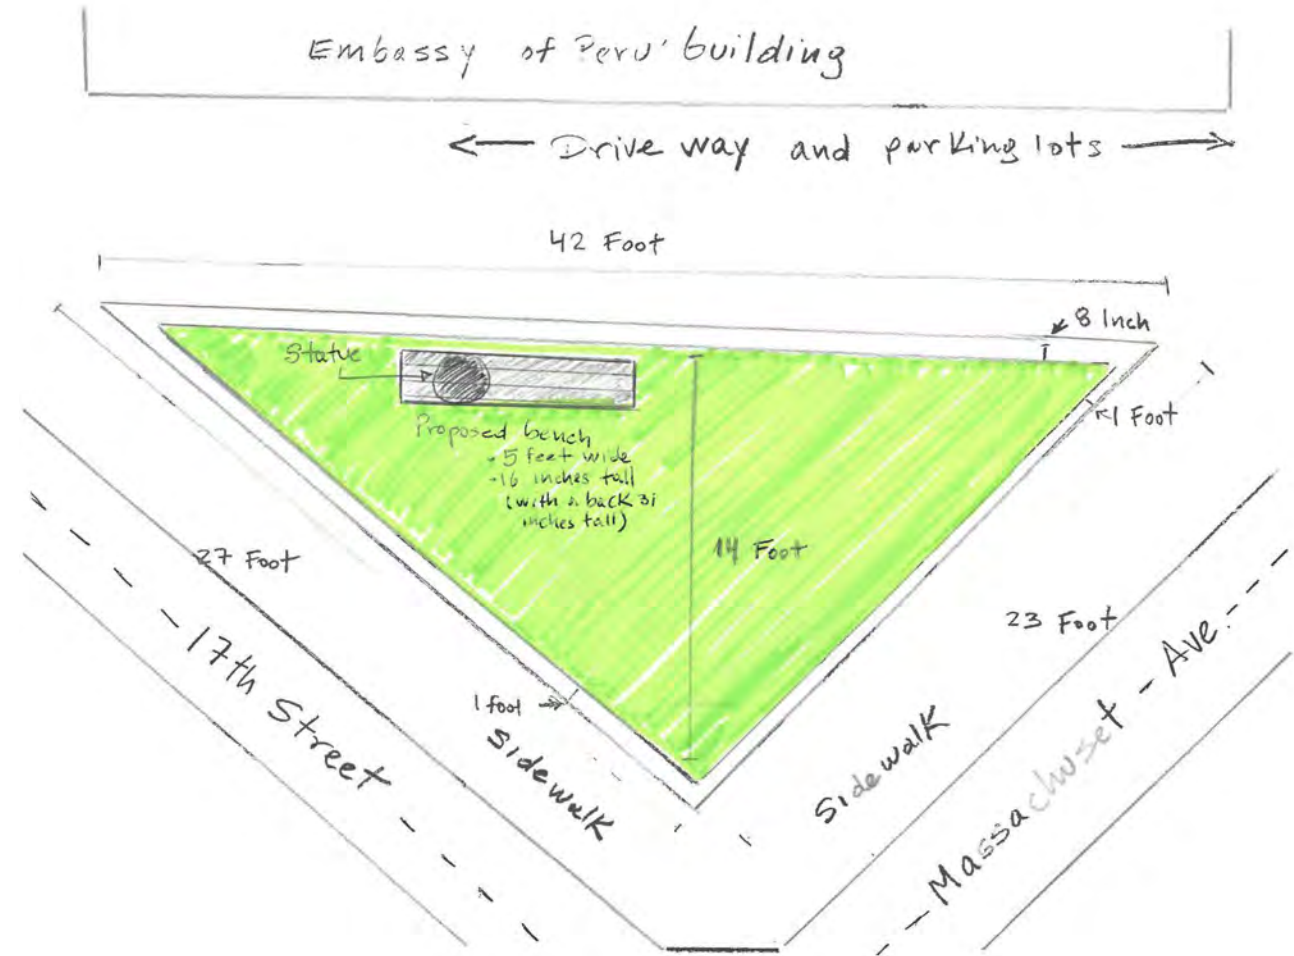 Embassy of Peru' building
Drive way and parking lots
42 Foot
8 Inch
Statue
1 Foot
Proposed bench
- 5 feet wide
- 16 inches tall
(with a back 31
inches tall)
14 Foot
27 Foot
23 Foot
1 foot
Sidewalk
Sidewalk
17th Street
Massachuset Ave.